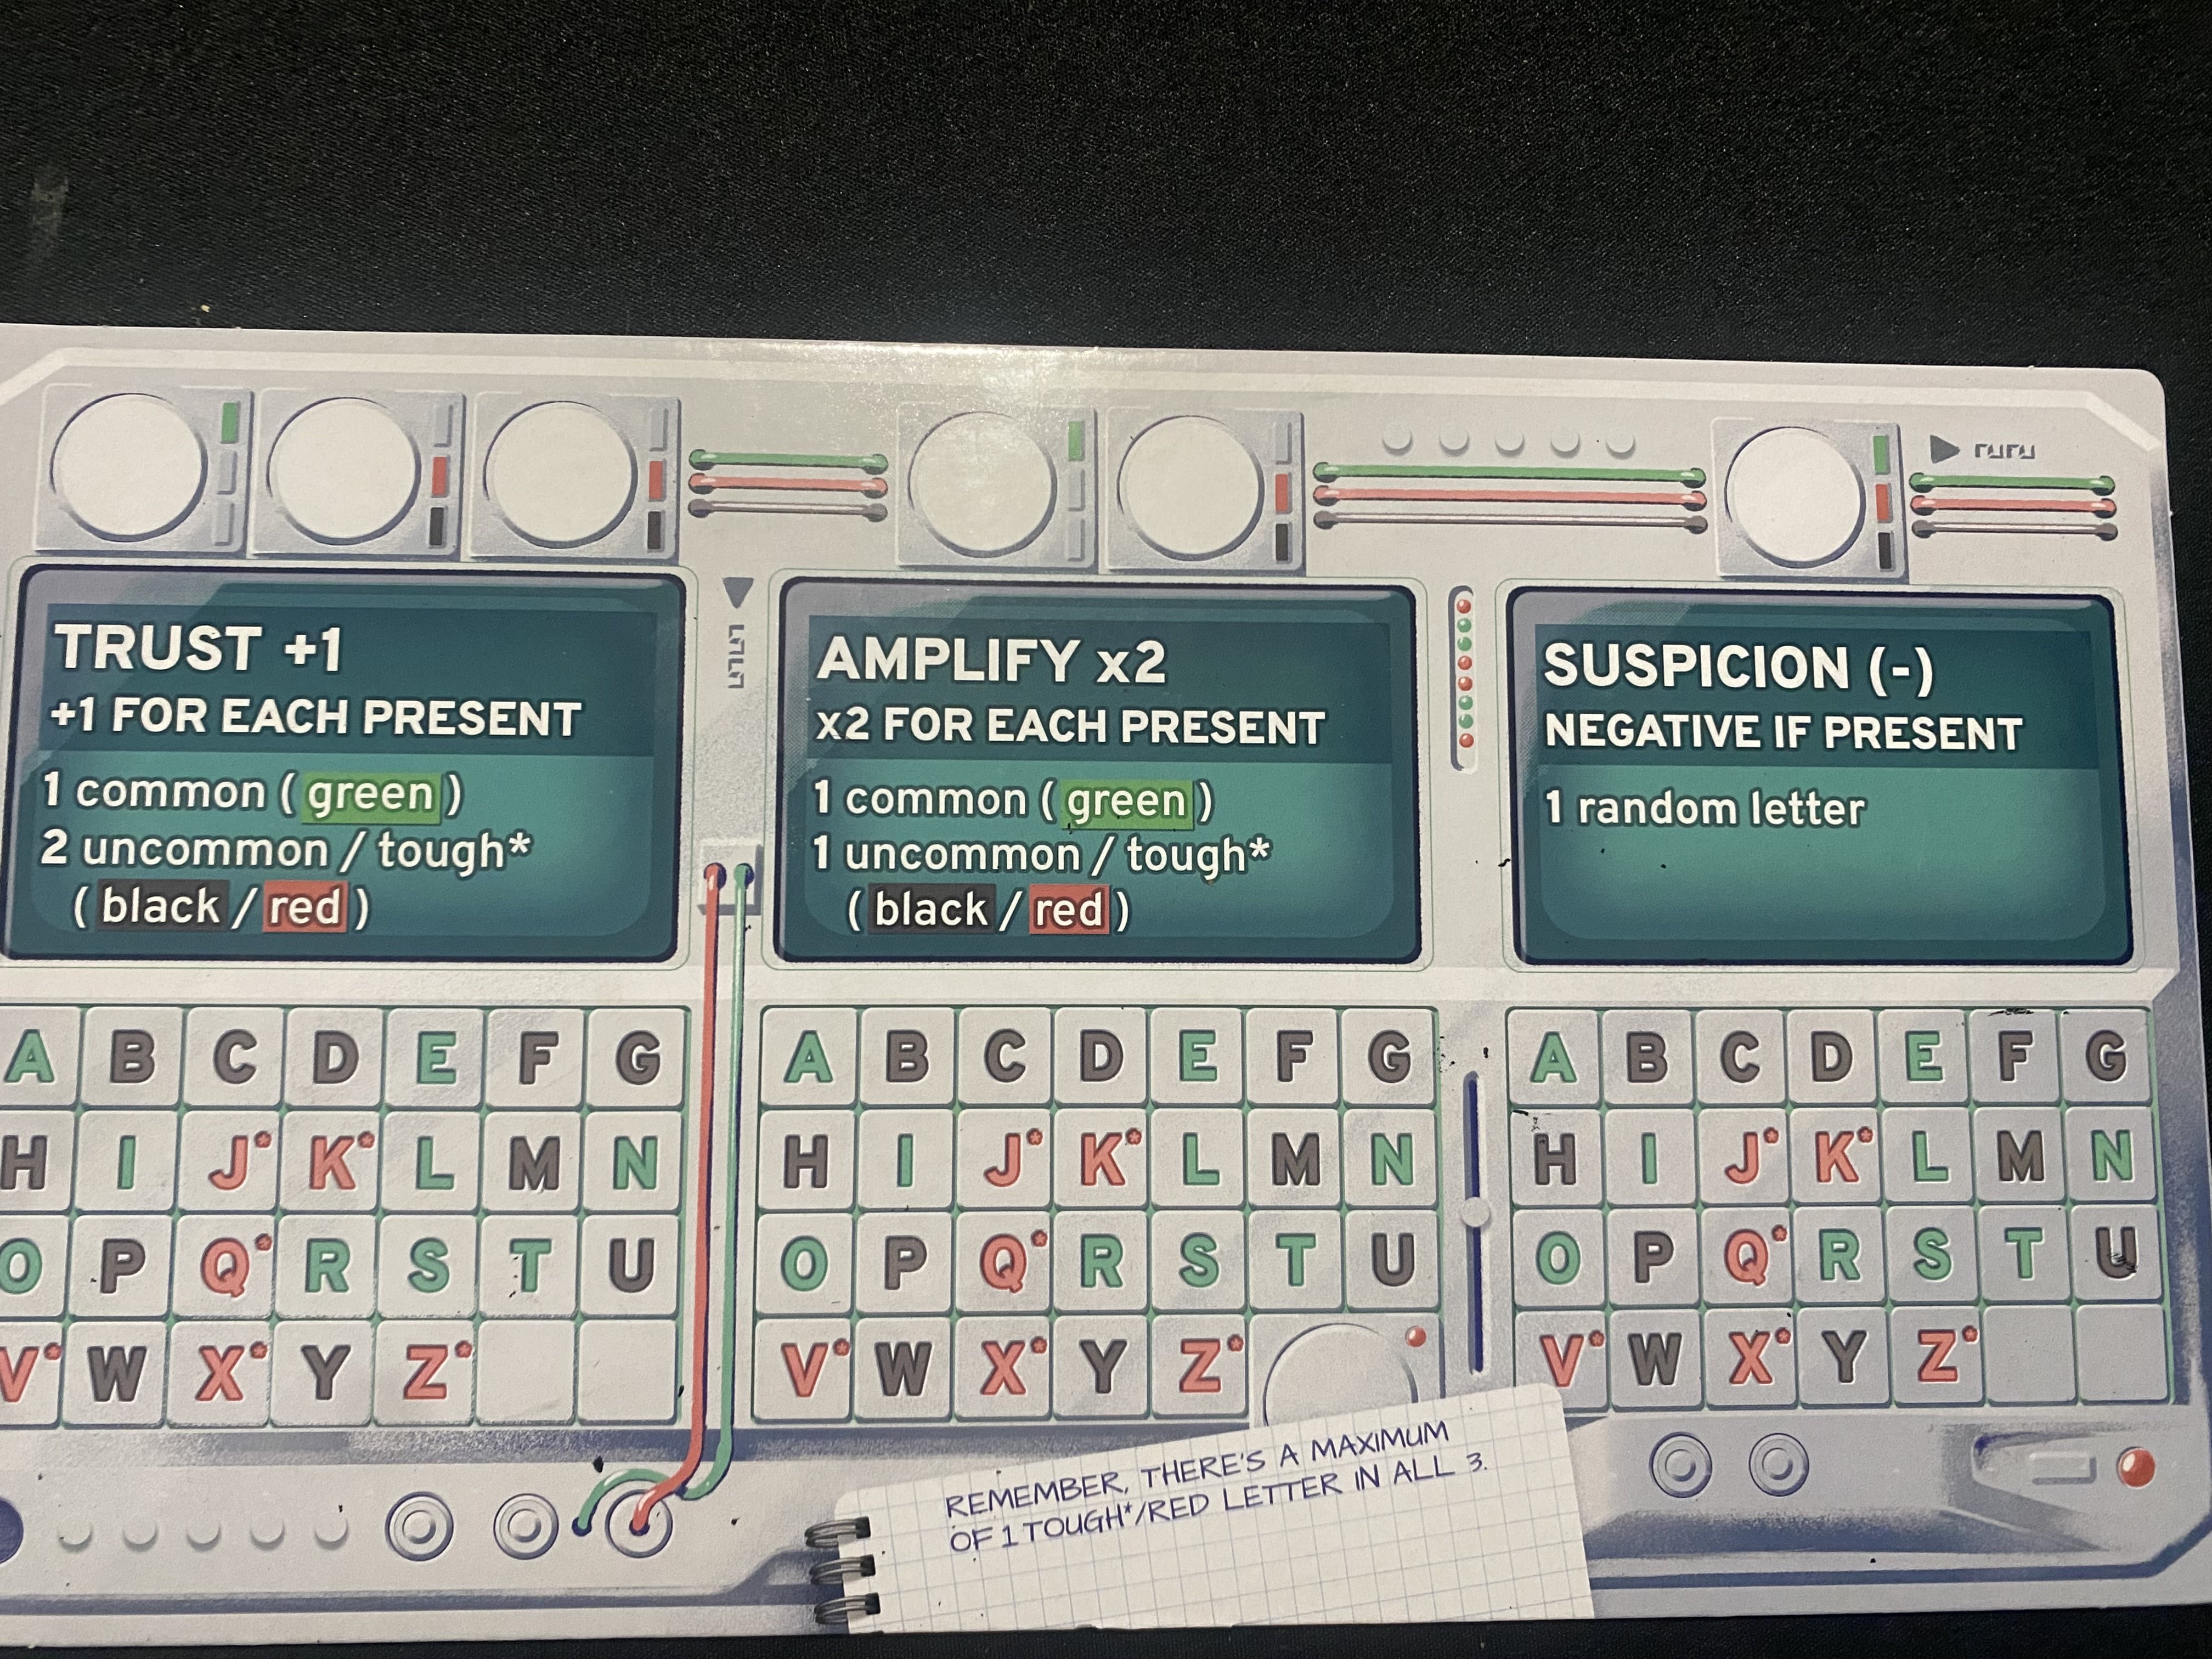 TRUST +1
+1 FOR EACH PRESENT
1 common ( green )
2 uncommon / tough*
( black / red )
AMPLIFY x2
x2 FOR EACH PRESENT
1 common ( green )
1 uncommon / tough*
( black / red )
SUSPICION (-)
NEGATIVE IF PRESENT
1 random letter
A B C D E F G
H I J* K* L M N
O P Q* R S T U
V* W X* Y Z*
A B C D E F G
H I J* K* L M N
O P Q* R S T U
V* W X* Y Z*
A B C D E F G
H I J* K* L M N
O P Q* R S T U
V* W X* Y Z*
REMEMBER, THERE'S A MAXIMUM
OF 1 TOUGH*/RED LETTER IN ALL 3.